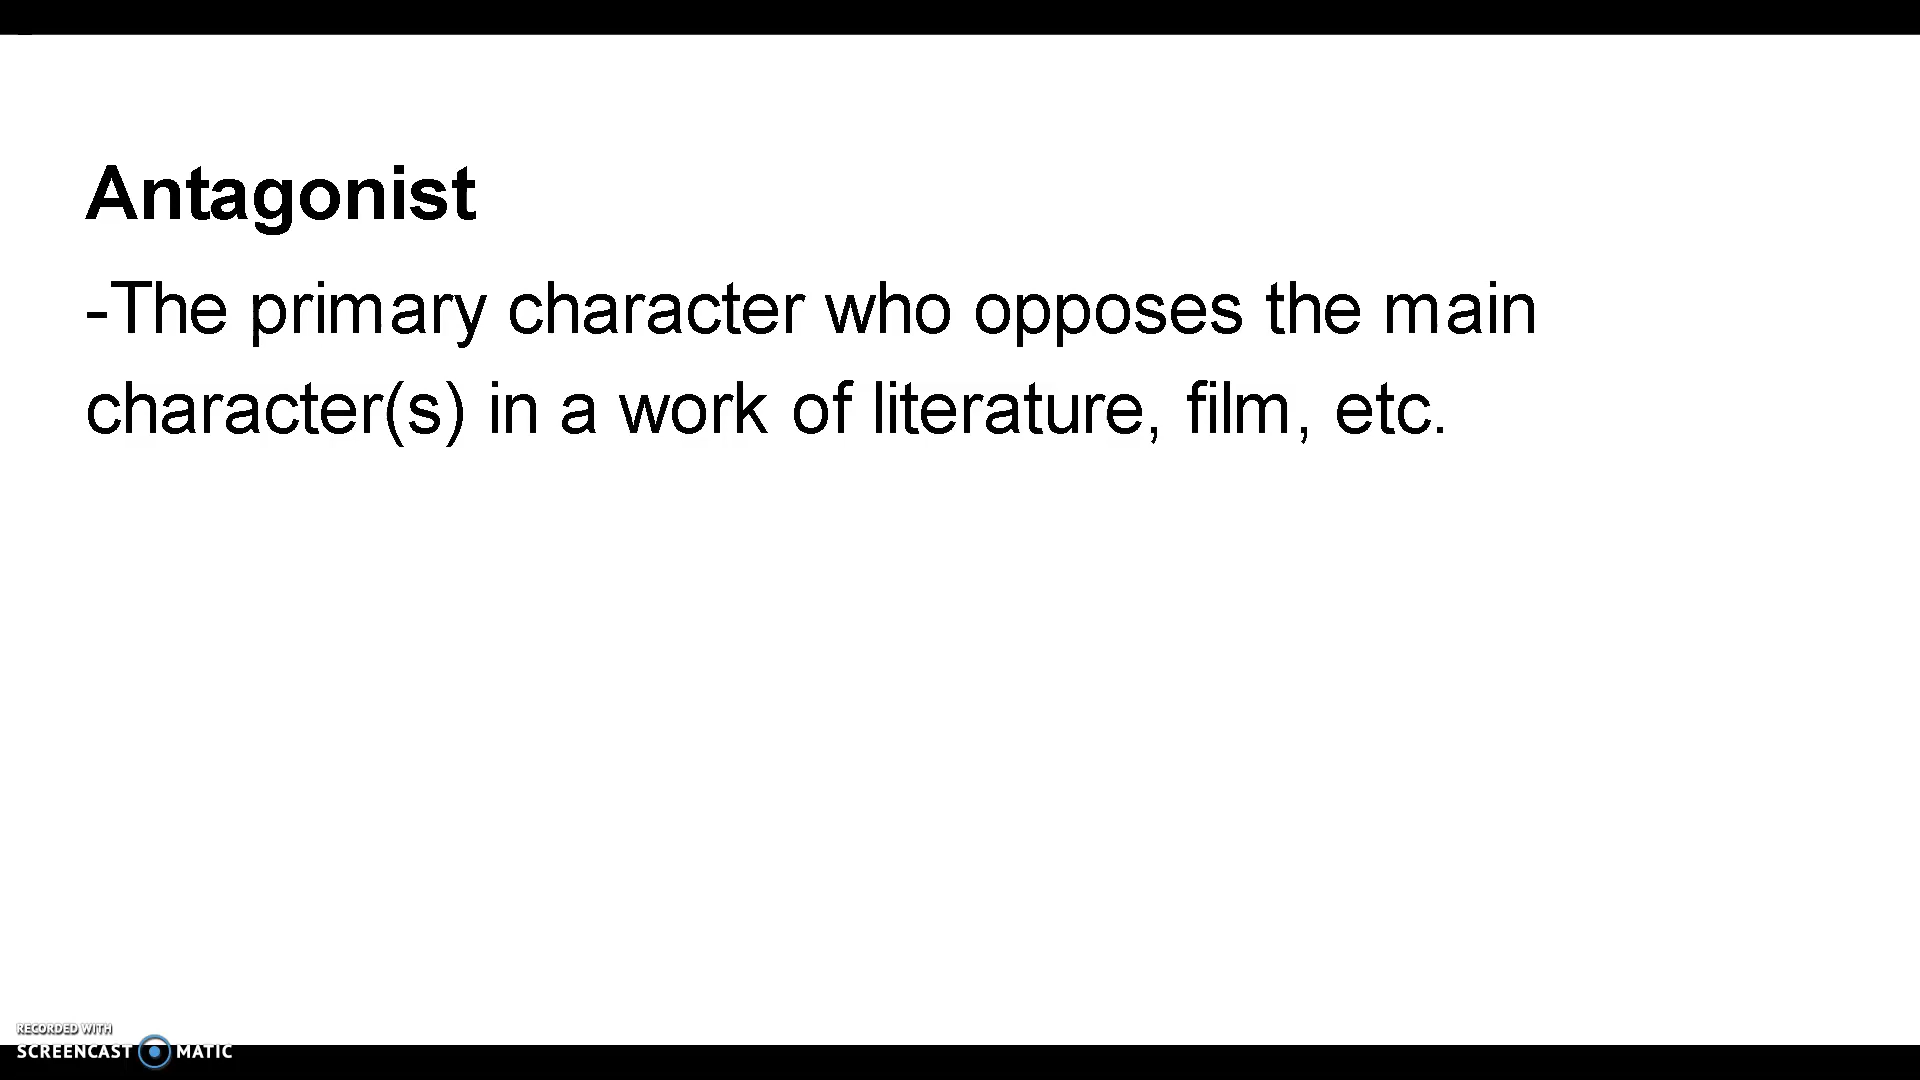 Antagonist
-The primary character who opposes the main
character(s) in a work of literature, film, etc.
RECORDED WITH
SCREENCAST MATIC